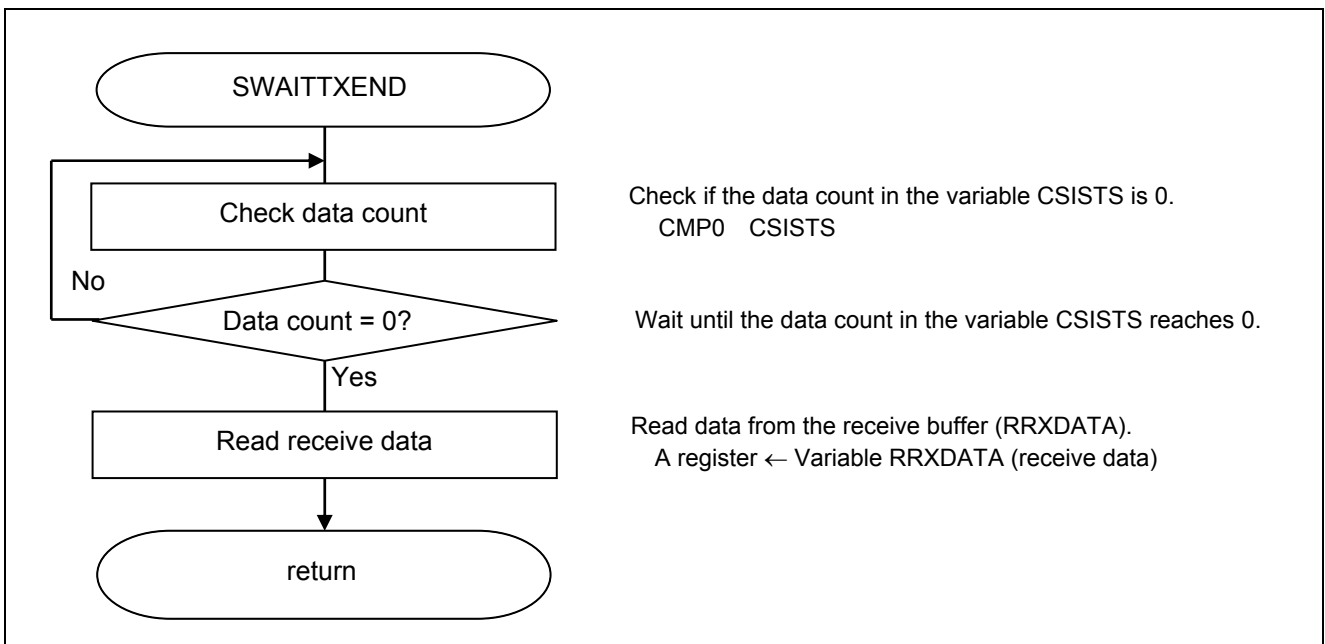 SWAITTXEND
Check data count
Check if the data count in the variable CSISTS is 0.
CMP0 CSISTS
No
Data count = 0?
Wait until the data count in the variable CSISTS reaches 0.
Yes
Read receive data
Read data from the receive buffer (RRXDATA).
A register ← Variable RRXDATA (receive data)
return